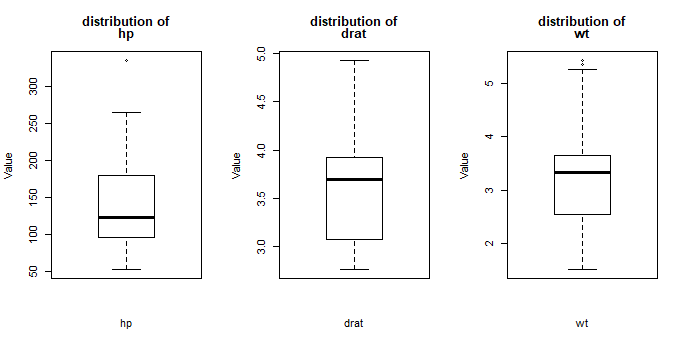 distribution of
hp
Value
300
250
200
150
100
50
hp
distribution of
drat
Value
5.0
4.5
4.0
3.5
3.0
drat
distribution of
wt
Value
5
4
3
2
wt